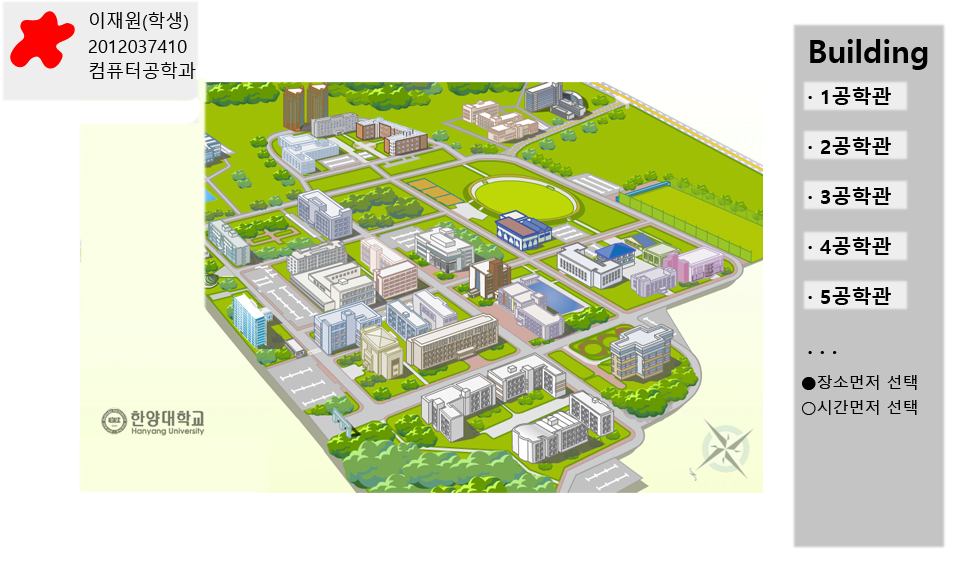 이재원(학생)
2012037410
컴퓨터공학과
Building
· 1공학관
· 2공학관
· 3공학관
· 4공학관
· 5공학관
. . .
●장소먼저 선택
○시간먼저 선택
한양대학교
Hanyang University